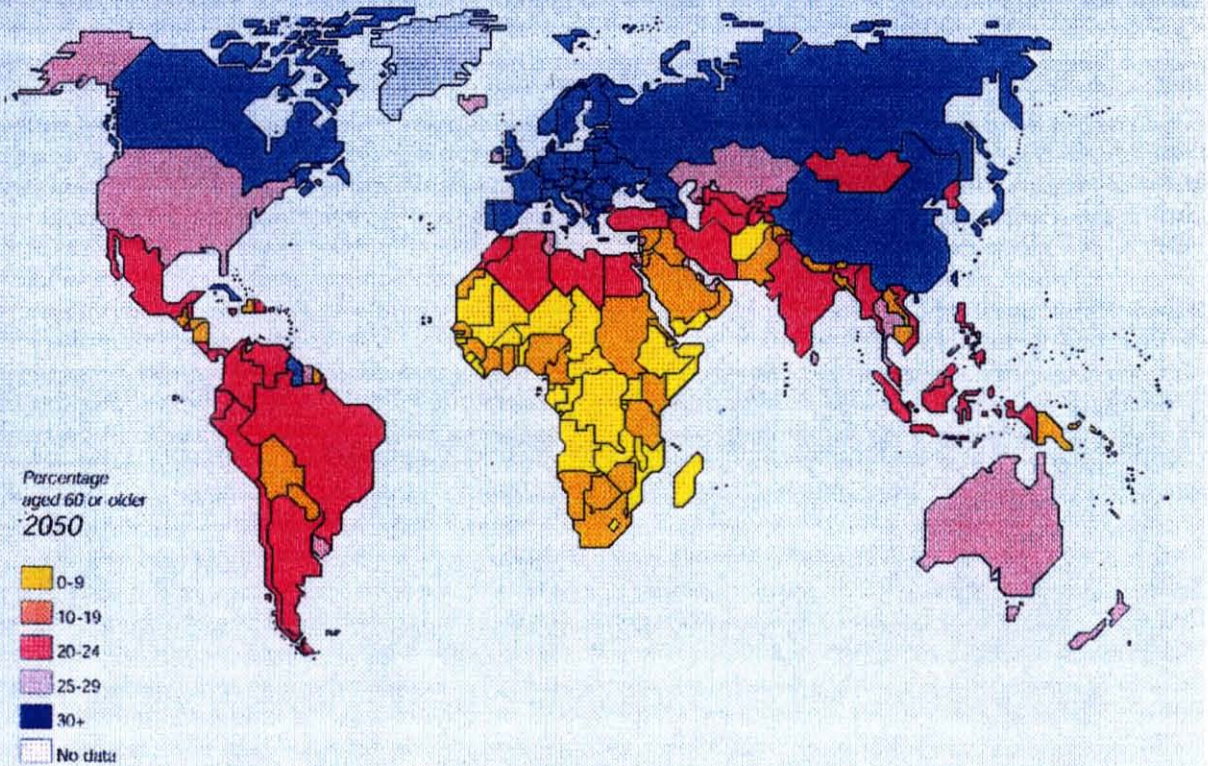 Percentage
aged 60 or older
2050
0-9
10-19
20-24
25-29
30+
No data